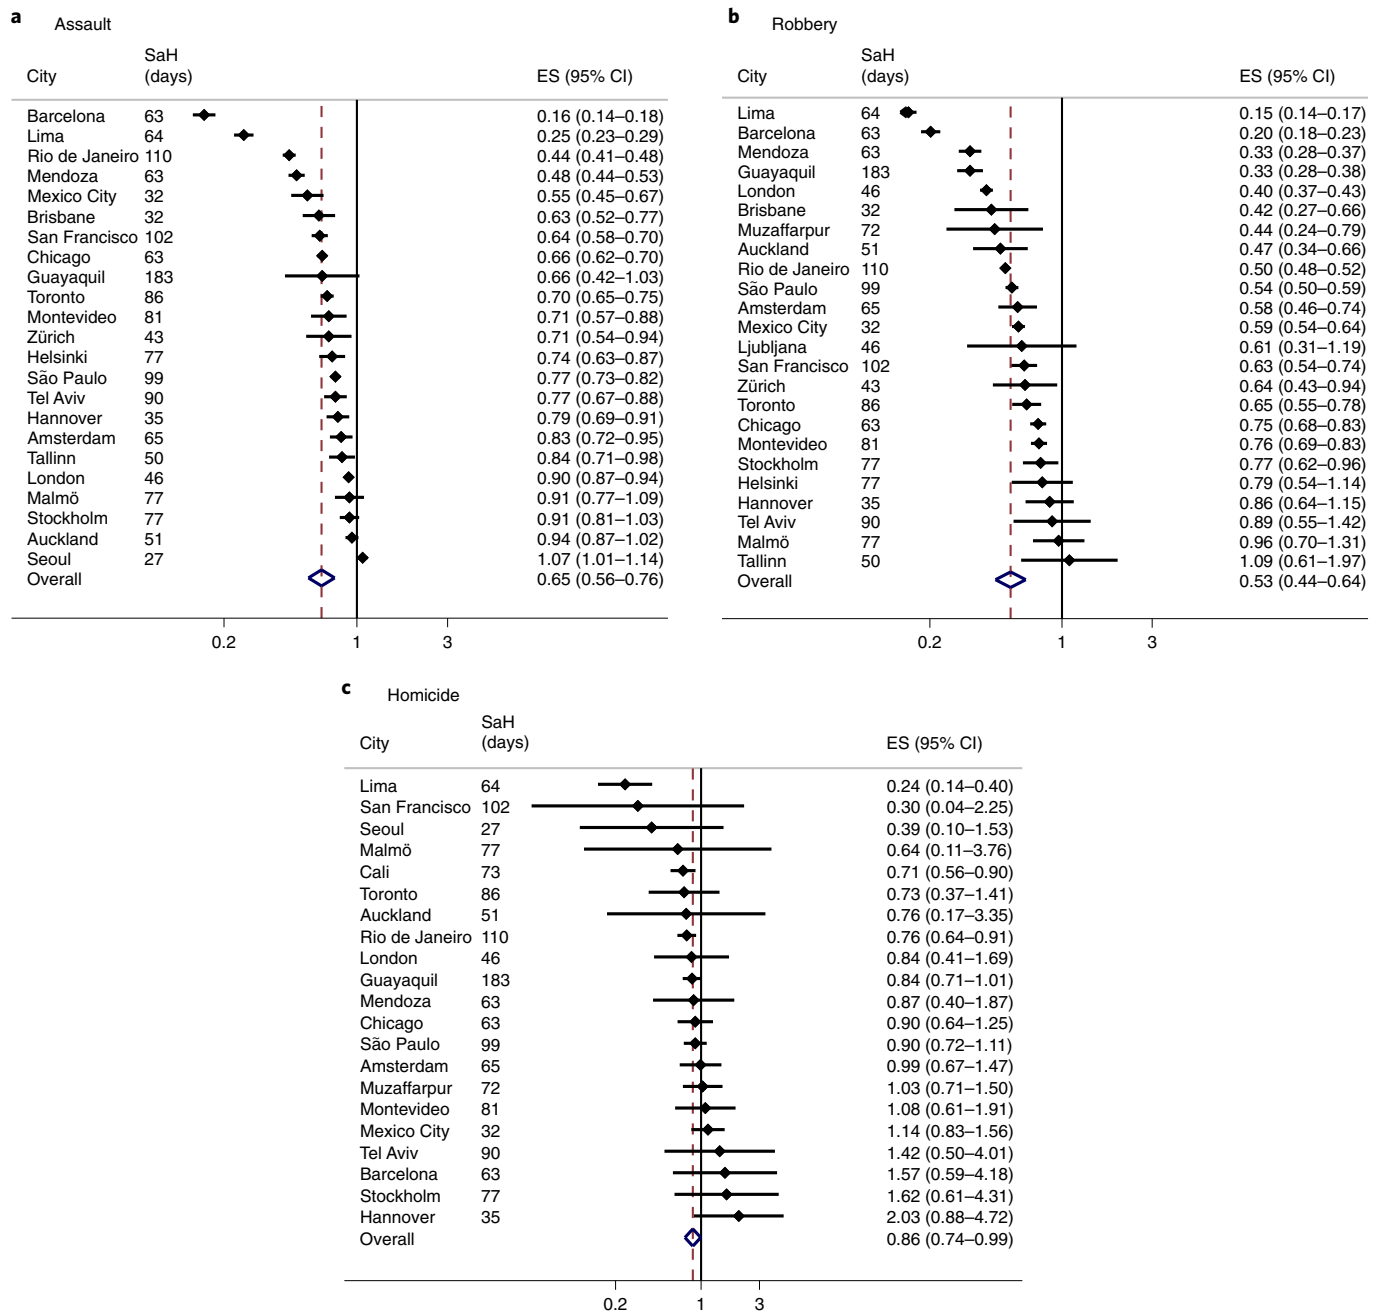 a Assault
City SaH (days) ES (95% CI)
Barcelona 63 0.16 (0.14–0.18)
Lima 64 0.25 (0.23–0.29)
Rio de Janeiro 110 0.44 (0.41–0.48)
Mendoza 63 0.48 (0.44–0.53)
Mexico City 32 0.55 (0.45–0.67)
Brisbane 32 0.63 (0.52–0.77)
San Francisco 102 0.64 (0.58–0.70)
Chicago 63 0.66 (0.62–0.70)
Guayaquil 183 0.66 (0.42–1.03)
Toronto 86 0.70 (0.65–0.75)
Montevideo 81 0.71 (0.57–0.88)
Zürich 43 0.71 (0.54–0.94)
Helsinki 77 0.74 (0.63–0.87)
São Paulo 99 0.77 (0.73–0.82)
Tel Aviv 90 0.77 (0.67–0.88)
Hannover 35 0.79 (0.69–0.91)
Amsterdam 65 0.83 (0.72–0.95)
Tallinn 50 0.84 (0.71–0.98)
London 46 0.90 (0.87–0.94)
Malmö 77 0.91 (0.77–1.09)
Stockholm 77 0.91 (0.81–1.03)
Auckland 51 0.94 (0.87–1.02)
Seoul 27 1.07 (1.01–1.14)
Overall 0.65 (0.56–0.76)
0.2 1 3
b Robbery
City SaH (days) ES (95% CI)
Lima 64 0.15 (0.14–0.17)
Barcelona 63 0.20 (0.18–0.23)
Mendoza 63 0.33 (0.28–0.37)
Guayaquil 183 0.33 (0.28–0.38)
London 46 0.40 (0.37–0.43)
Brisbane 32 0.42 (0.27–0.66)
Muzaffarpur 72 0.44 (0.24–0.79)
Auckland 51 0.47 (0.34–0.66)
Rio de Janeiro 110 0.50 (0.48–0.52)
São Paulo 99 0.54 (0.50–0.59)
Amsterdam 65 0.58 (0.46–0.74)
Mexico City 32 0.59 (0.54–0.64)
Ljubljana 46 0.61 (0.31–1.19)
San Francisco 102 0.63 (0.54–0.74)
Zürich 43 0.64 (0.43–0.94)
Toronto 86 0.65 (0.55–0.78)
Chicago 63 0.75 (0.68–0.83)
Montevideo 81 0.76 (0.69–0.83)
Stockholm 77 0.77 (0.62–0.96)
Helsinki 77 0.79 (0.54–1.14)
Hannover 35 0.86 (0.64–1.15)
Tel Aviv 90 0.89 (0.55–1.42)
Malmö 77 0.96 (0.70–1.31)
Tallinn 50 1.09 (0.61–1.97)
Overall 0.53 (0.44–0.64)
0.2 1 3
c Homicide
City SaH (days) ES (95% CI)
Lima 64 0.24 (0.14–0.40)
San Francisco 102 0.30 (0.04–2.25)
Seoul 27 0.39 (0.10–1.53)
Malmö 77 0.64 (0.11–3.76)
Cali 73 0.71 (0.56–0.90)
Toronto 86 0.73 (0.37–1.41)
Auckland 51 0.76 (0.17–3.35)
Rio de Janeiro 110 0.76 (0.64–0.91)
London 46 0.84 (0.41–1.69)
Guayaquil 183 0.84 (0.71–1.01)
Mendoza 63 0.87 (0.40–1.87)
Chicago 63 0.90 (0.64–1.25)
São Paulo 99 0.90 (0.72–1.11)
Amsterdam 65 0.99 (0.67–1.47)
Muzaffarpur 72 1.03 (0.71–1.50)
Montevideo 81 1.08 (0.61–1.91)
Mexico City 32 1.14 (0.83–1.56)
Tel Aviv 90 1.42 (0.50–4.01)
Barcelona 63 1.57 (0.59–4.18)
Stockholm 77 1.62 (0.61–4.31)
Hannover 35 2.03 (0.88–4.72)
Overall 0.86 (0.74–0.99)
0.2 1 3